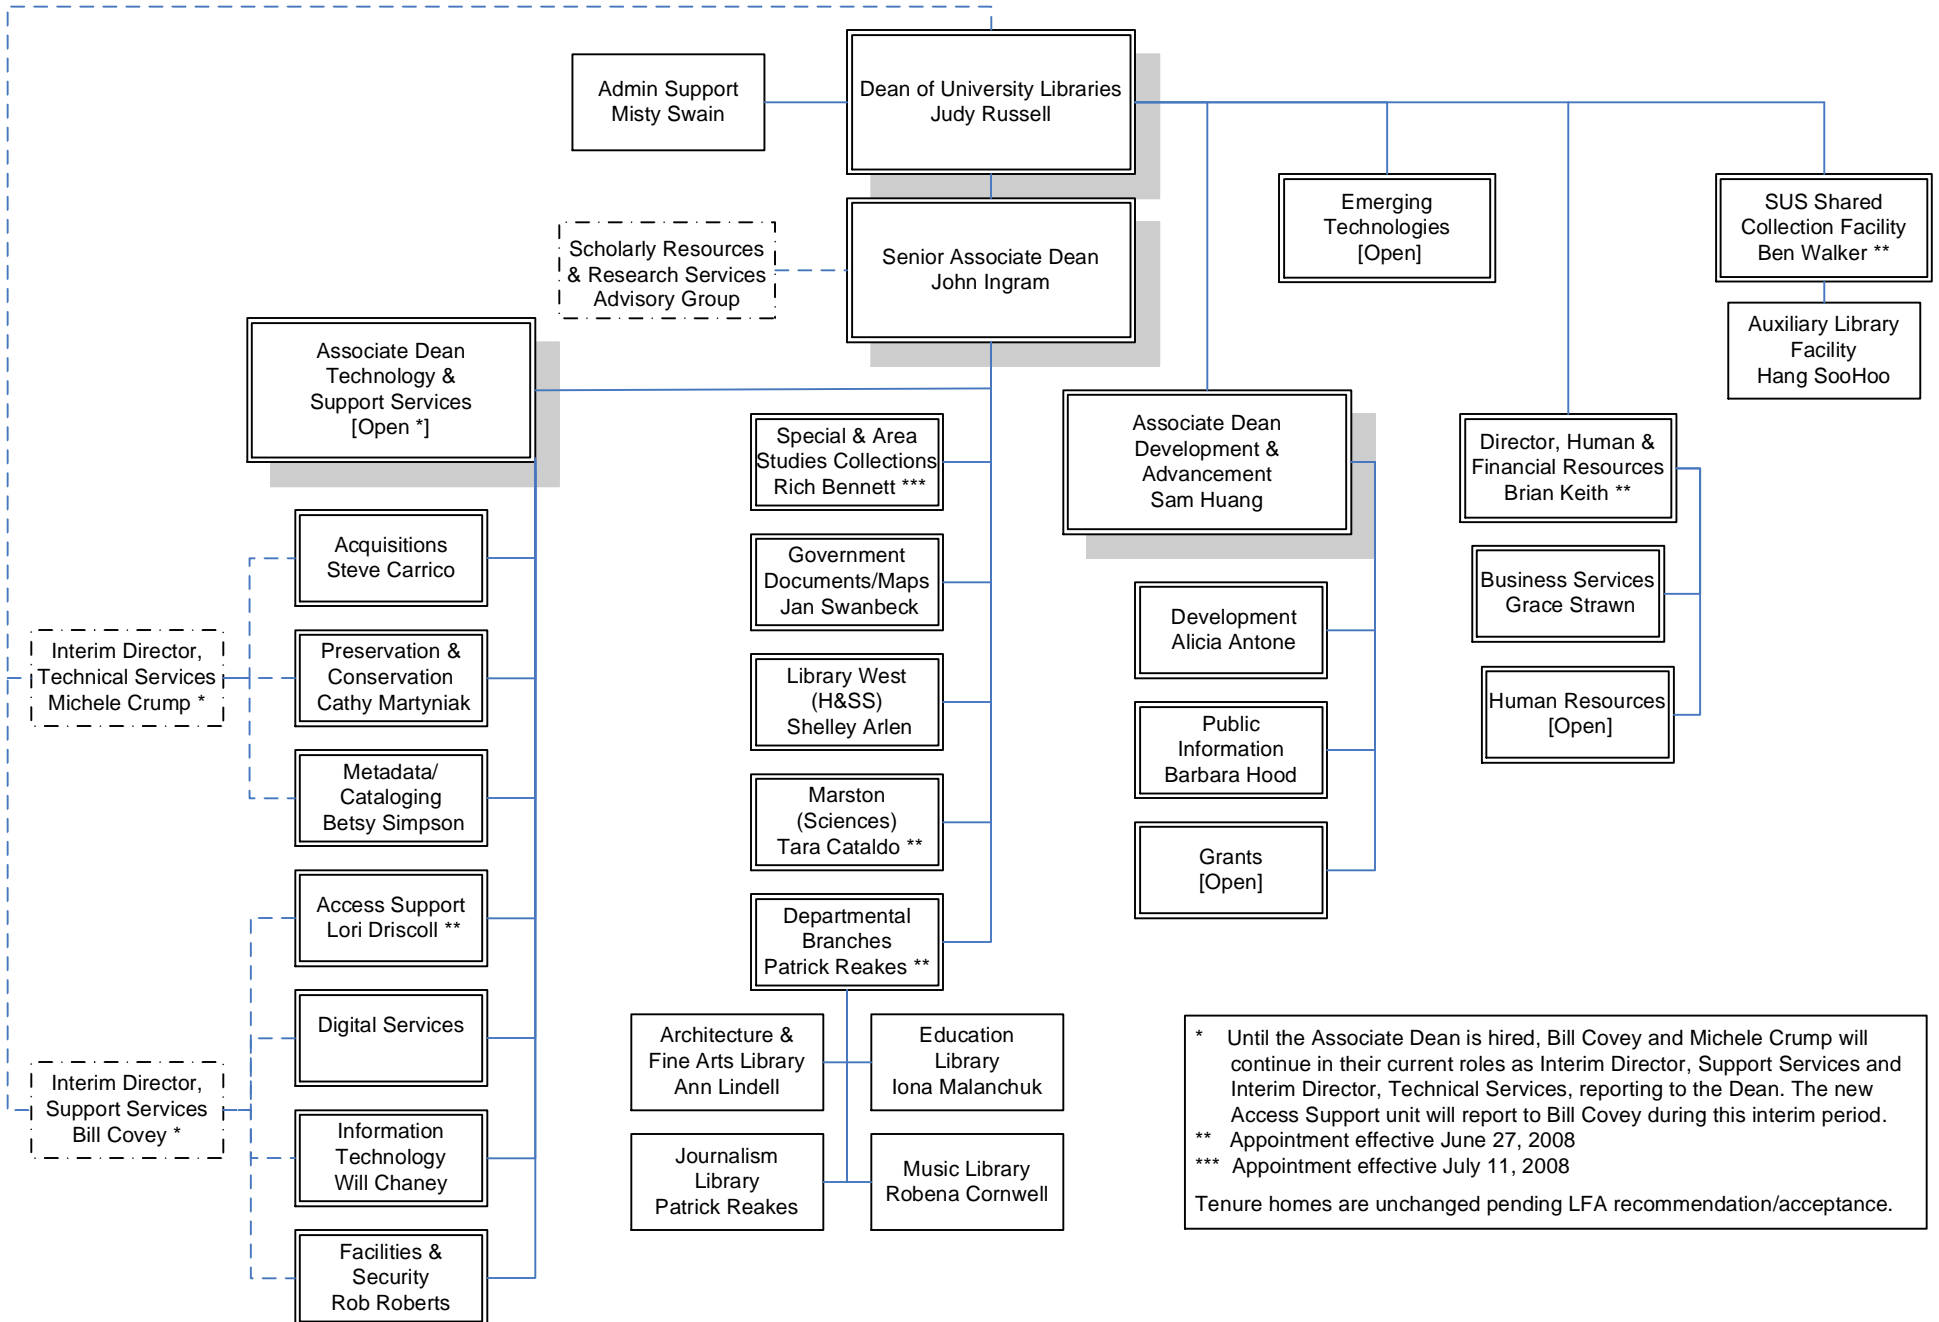 Admin Support
Misty Swain
Dean of University Libraries
Judy Russell
Scholarly Resources
& Research Services
Advisory Group
Senior Associate Dean
John Ingram
Emerging
Technologies
[Open]
SUS Shared
Collection Facility
Ben Walker **
Auxiliary Library
Facility
Hang SooHoo
Associate Dean
Technology &
Support Services
[Open *]
Interim Director,
Technical Services
Michele Crump *
Acquisitions
Steve Carrico
Preservation &
Conservation
Cathy Martyniak
Metadata/
Cataloging
Betsy Simpson
Interim Director,
Support Services
Bill Covey *
Access Support
Lori Driscoll **
Digital Services
Information
Technology
Will Chaney
Facilities &
Security
Rob Roberts
Special & Area
Studies Collections
Rich Bennett ***
Government
Documents/Maps
Jan Swanbeck
Library West
(H&SS)
Shelley Arlen
Marston
(Sciences)
Tara Cataldo **
Departmental
Branches
Patrick Reakes **
Architecture &
Fine Arts Library
Ann Lindell
Education
Library
Iona Malanchuk
Journalism
Library
Patrick Reakes
Music Library
Robena Cornwell
Associate Dean
Development &
Advancement
Sam Huang
Development
Alicia Antone
Public
Information
Barbara Hood
Grants
[Open]
Director, Human &
Financial Resources
Brian Keith **
Business Services
Grace Strawn
Human Resources
[Open]
* Until the Associate Dean is hired, Bill Covey and Michele Crump will
continue in their current roles as Interim Director, Support Services and
Interim Director, Technical Services, reporting to the Dean. The new
Access Support unit will report to Bill Covey during this interim period.
** Appointment effective June 27, 2008
*** Appointment effective July 11, 2008
Tenure homes are unchanged pending LFA recommendation/acceptance.